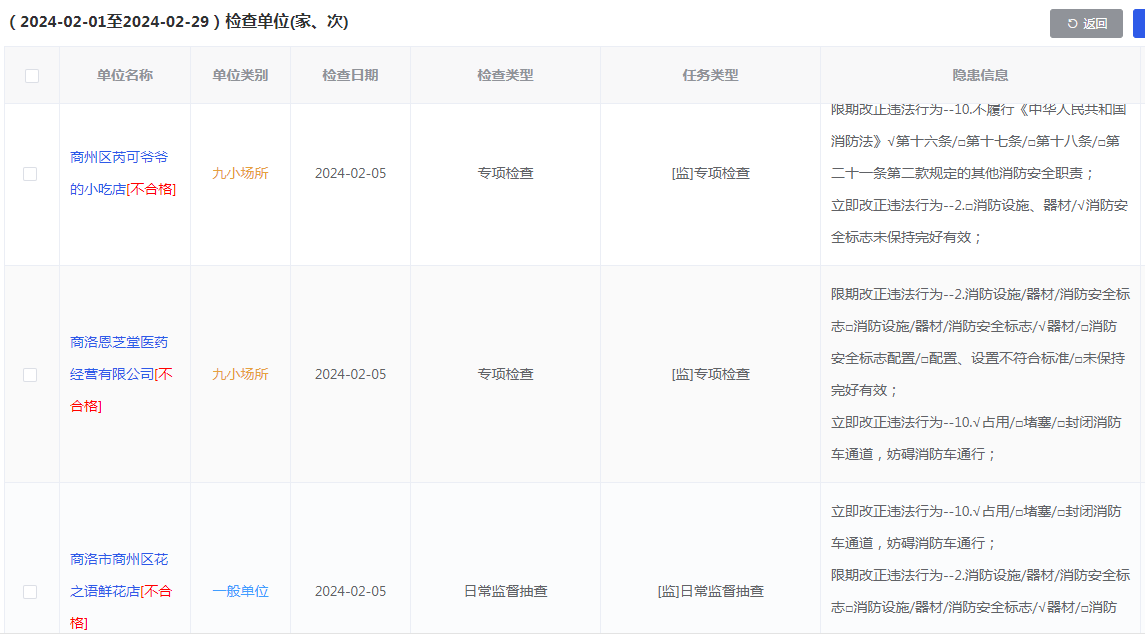 （2024-02-01至2024-02-29）检查单位(家、次)
返回
单位名称 单位类别 检查日期 检查类型 任务类型 隐患信息
商州区芮可爷爷
的小吃店[不合格]
九小场所
2024-02-05
专项检查
[监]专项检查
限期改正违法行为--10.不履行《中华人民共和国
消防法》√第十六条/□第十七条/□第十八条/□第
二十一条第二款规定的其他消防安全职责；
立即改正违法行为--2.□消防设施、器材/√消防安
全标志未保持完好有效；
商洛恩芝堂医药
经营有限公司[不
合格]
九小场所
2024-02-05
专项检查
[监]专项检查
限期改正违法行为--2.消防设施/器材/消防安全标
志□消防设施/器材/消防安全标志/√器材/□消防
安全标志配置/□配置、设置不符合标准/□未保持
完好有效；
立即改正违法行为--10.√占用/□堵塞/□封闭消防
车通道，妨碍消防车通行；
商洛市商州区花
之语鲜花店[不合
格]
一般单位
2024-02-05
日常监督抽查
[监]日常监督抽查
立即改正违法行为--10.√占用/□堵塞/□封闭消防
车通道，妨碍消防车通行；
限期改正违法行为--2.消防设施/器材/消防安全标
志□消防设施/器材/消防安全标志/√器材/□消防